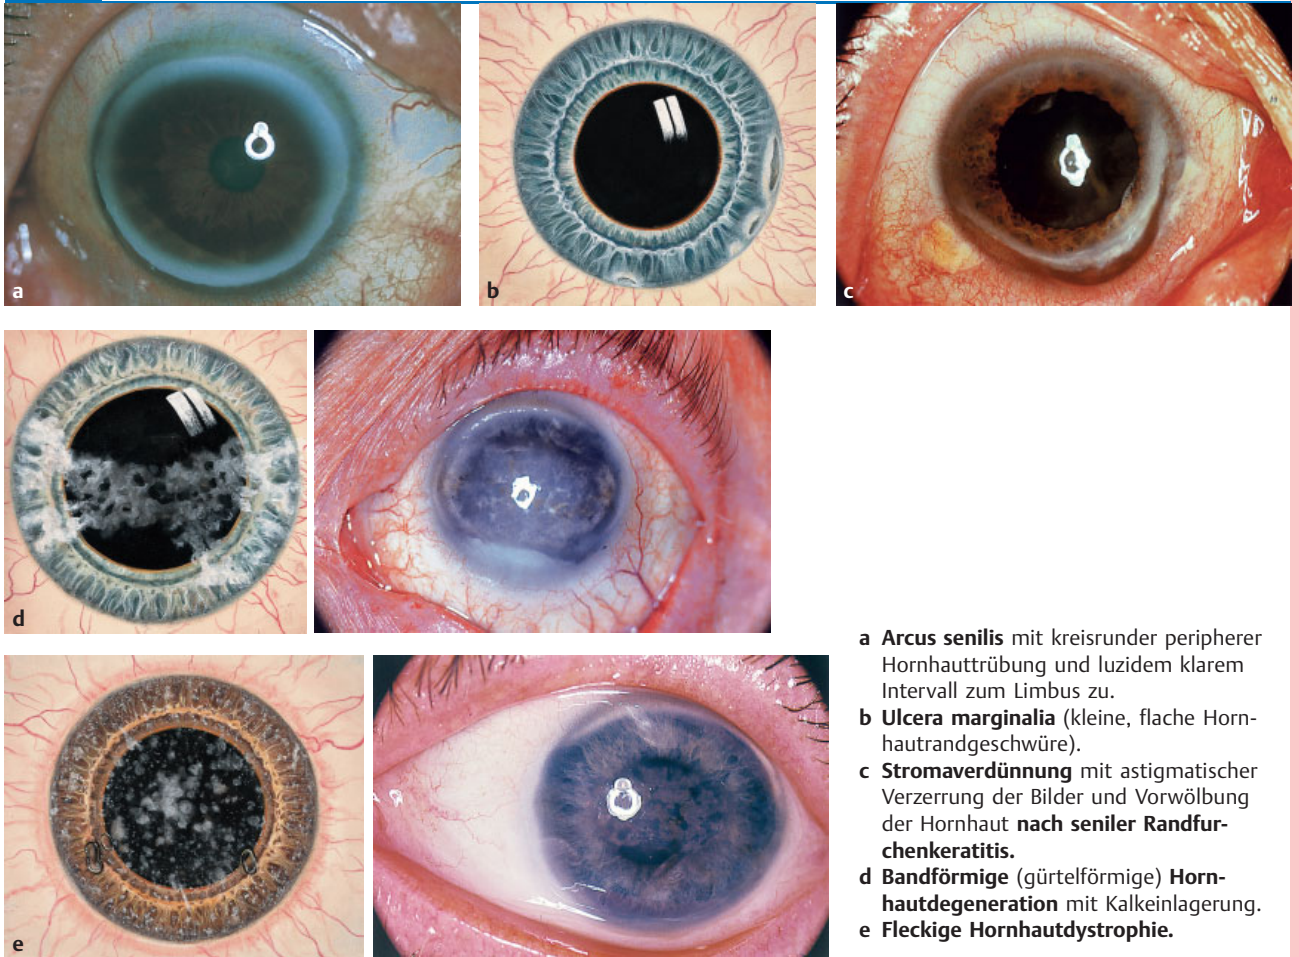 a
b
c
d
e
a Arcus senilis mit kreisrunder peripherer
Hornhauttrübung und luzidem klarem
Intervall zum Limbus zu.
b Ulcera marginalia (kleine, flache Horn-
hautrandgeschwüre).
c Stromaverdünnung mit astigmatischer
Verzerrung der Bilder und Vorwölbung
der Hornhaut nach seniler Randfur-
chenkeratitis.
d Bandförmige (gürtelförmige) Horn-
hautdegeneration mit Kalkeinlagerung.
e Fleckige Hornhautdystrophie.